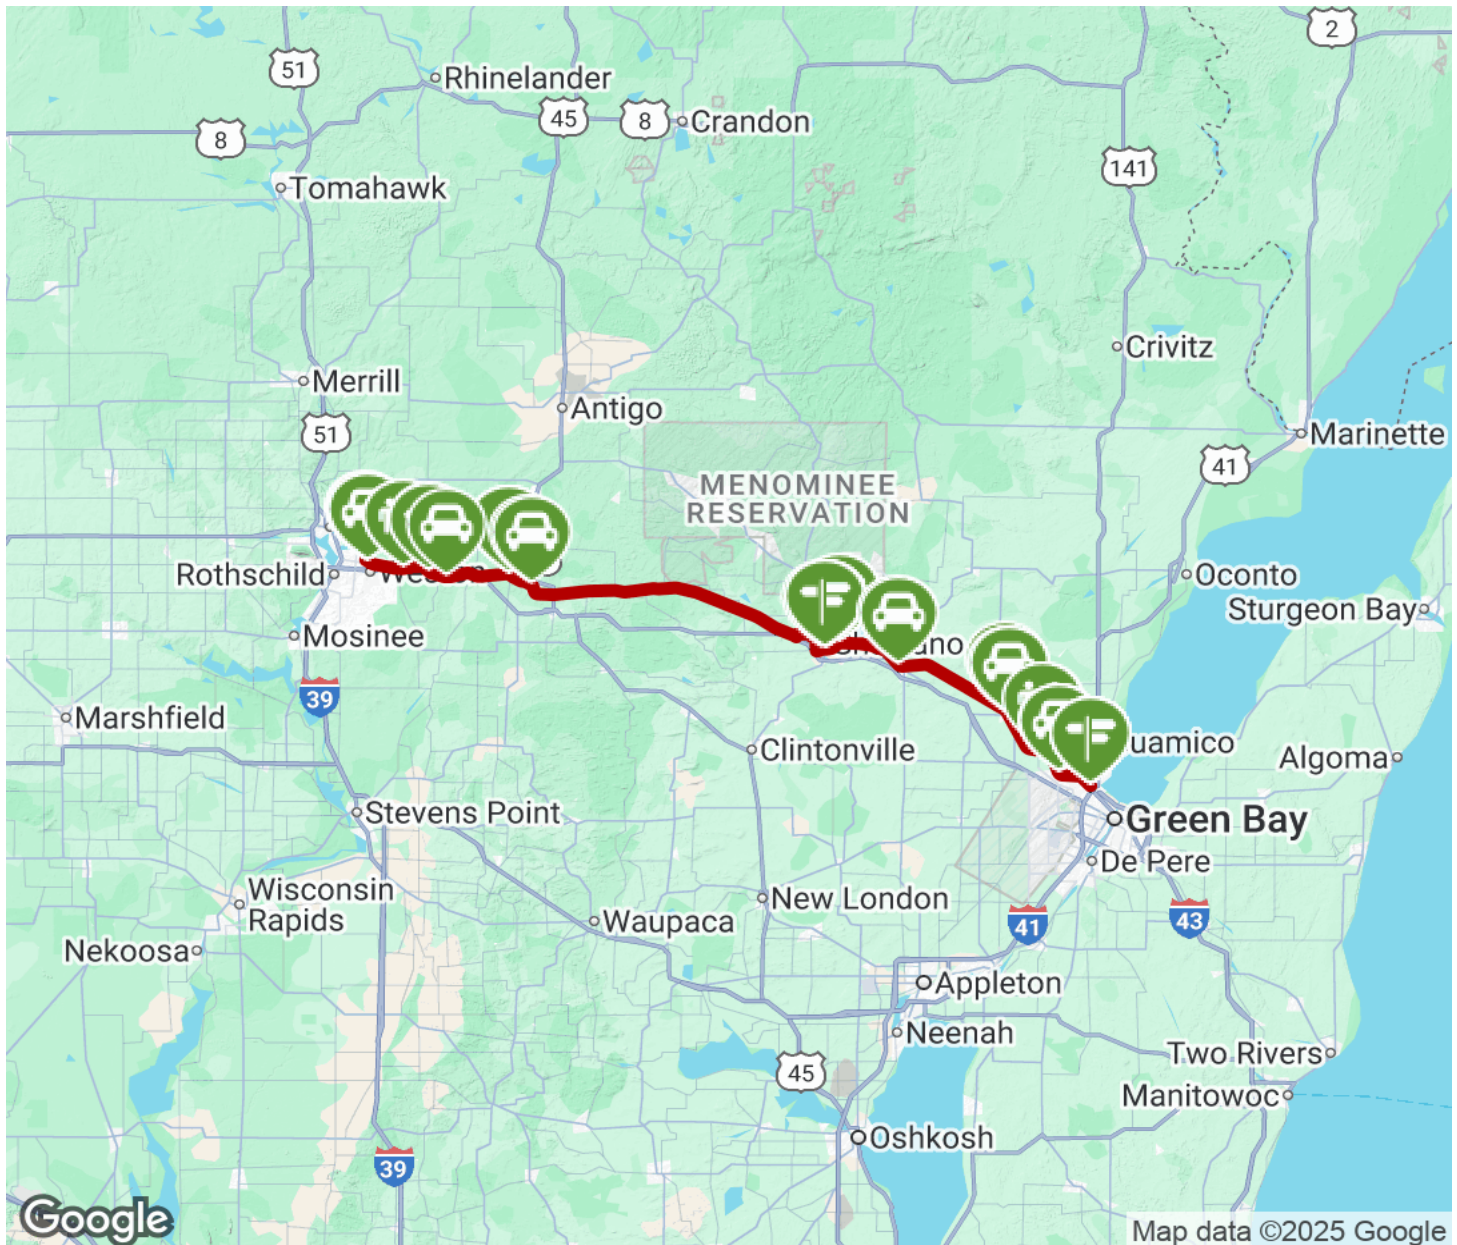 2
51
Rhinelander
45
8
Crandon
8
141
Tomahawk
Crivitz
Merrill
Antigo
51
Marinette
41
MENOMINEE
RESERVATION
Rothschild
Oconto
Sturgeon Bay
Mosinee
39
Marshfield
Clintonville
uamico
Algoma
Stevens Point
Green Bay
De Pere
Wisconsin
Rapids
New London
Waupaca
41
43
Nekoosa
Appleton
Neenah
Two Rivers
45
Manitowoc
Oshkosh
39
Google
Map data ©2025 Google